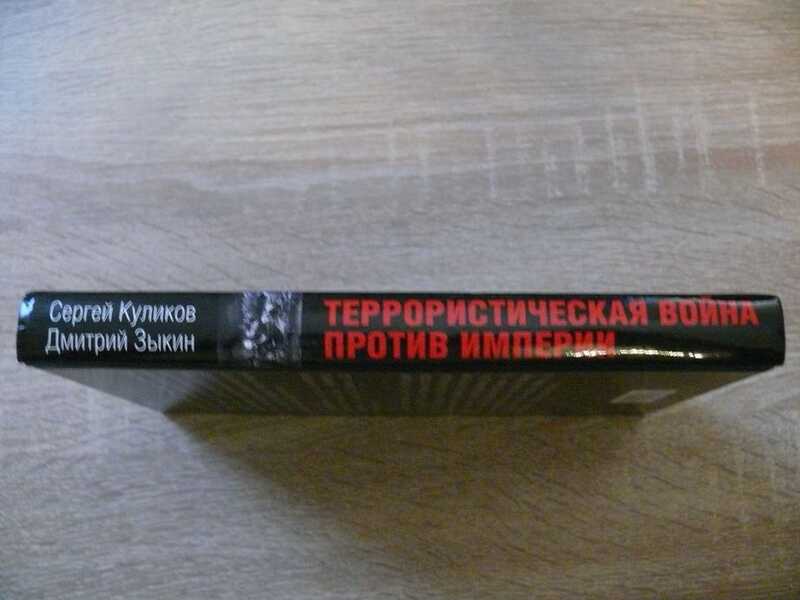 Сергей Куликов
Дмитрий Зыкин
ТЕРРОРИСТИЧЕСКАЯ ВОЙНА
ПРОТИВ ИМПЕРИИ